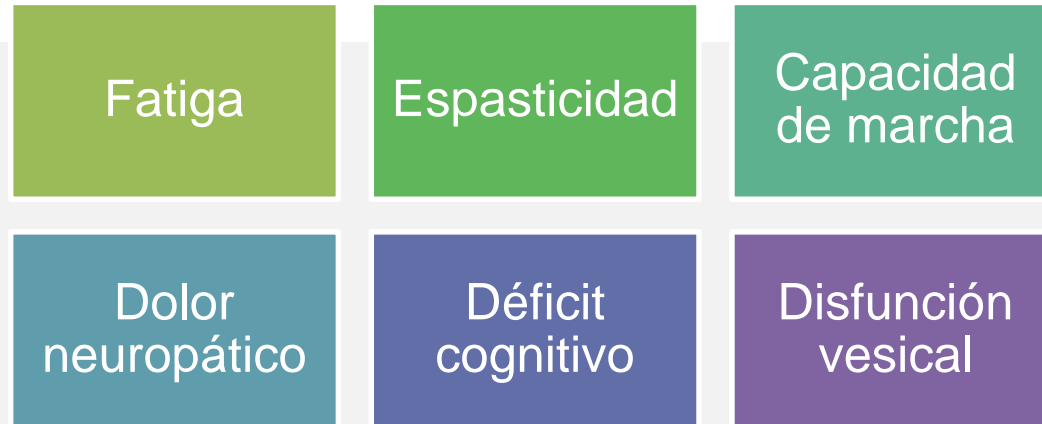 Fatiga
Espasticidad
Capacidad
de marcha
Dolor
neuropático
Déficit
cognitivo
Disfunción
vesical